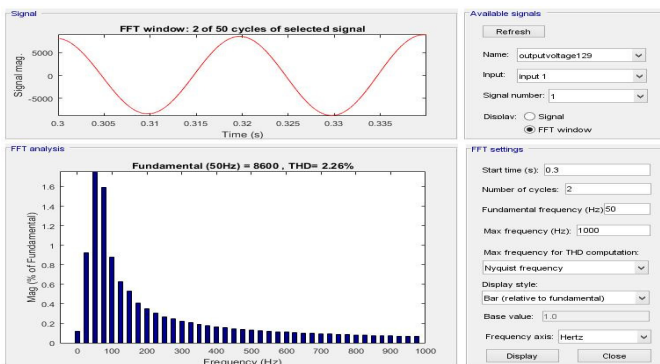 Signal
FFT window: 2 of 50 cycles of selected signal
5000
0
-5000
Signal mag.
0.3 0.305 0.31 0.315 0.32 0.325 0.33 0.335
Time (s)
FFT analysis
Fundamental (50Hz) = 8600 , THD= 2.26%
1.6
1.4
1.2
1
0.8
0.6
0.4
0.2
0
Mag (% of Fundamental)
0 100 200 300 400 500 600 700 800 900 1000
Frequency (Hz)
Available signals
Refresh
Name: outputvoltage129
Input: input 1
Signal number: 1
Display: Signal
FFT window
FFT settings
Start time (s): 0.3
Number of cycles: 2
Fundamental frequency (Hz): 50
Max frequency (Hz): 1000
Max frequency for THD computation:
Nyquist frequency
Display style:
Bar (relative to fundamental)
Base value: 1.0
Frequency axis: Hertz
Display Close